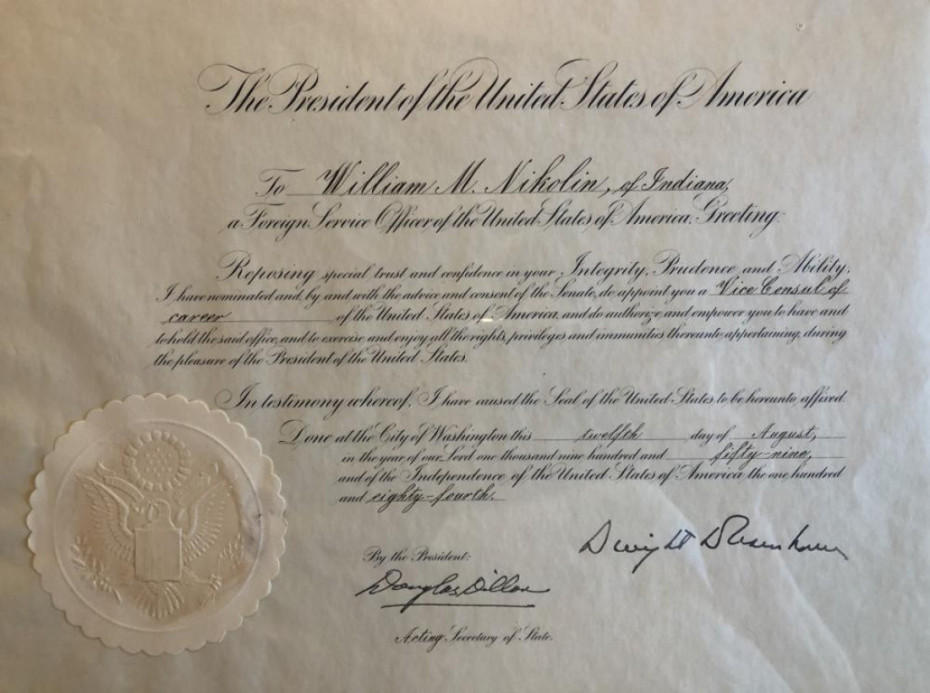 The President of the United States of America
To William M. Nikolin, of Indiana,
a Foreign Service Officer of the United States of America, Greeting:
Reposing special trust and confidence in your Integrity, Prudence and Ability,
I have nominated and, by and with the advice and consent of the Senate, do appoint you a Vice Consul of
career of the United States of America, and do authorize and empower you to have and
to hold the said office, and to exercise and enjoy all the rights, privileges and immunities thereunto appertaining, during
the pleasure of the President of the United States.
In testimony whereof, I have caused the Seal of the United States to be hereunto affixed.
Done at the City of Washington this twelfth day of August,
in the year of our Lord one thousand nine hundred and fifty-nine,
and of the Independence of the United States of America the one hundred
and eighty-fourth.
Dwight D Eisenhower
By the President:
Douglas Dillon
Acting Secretary of State.